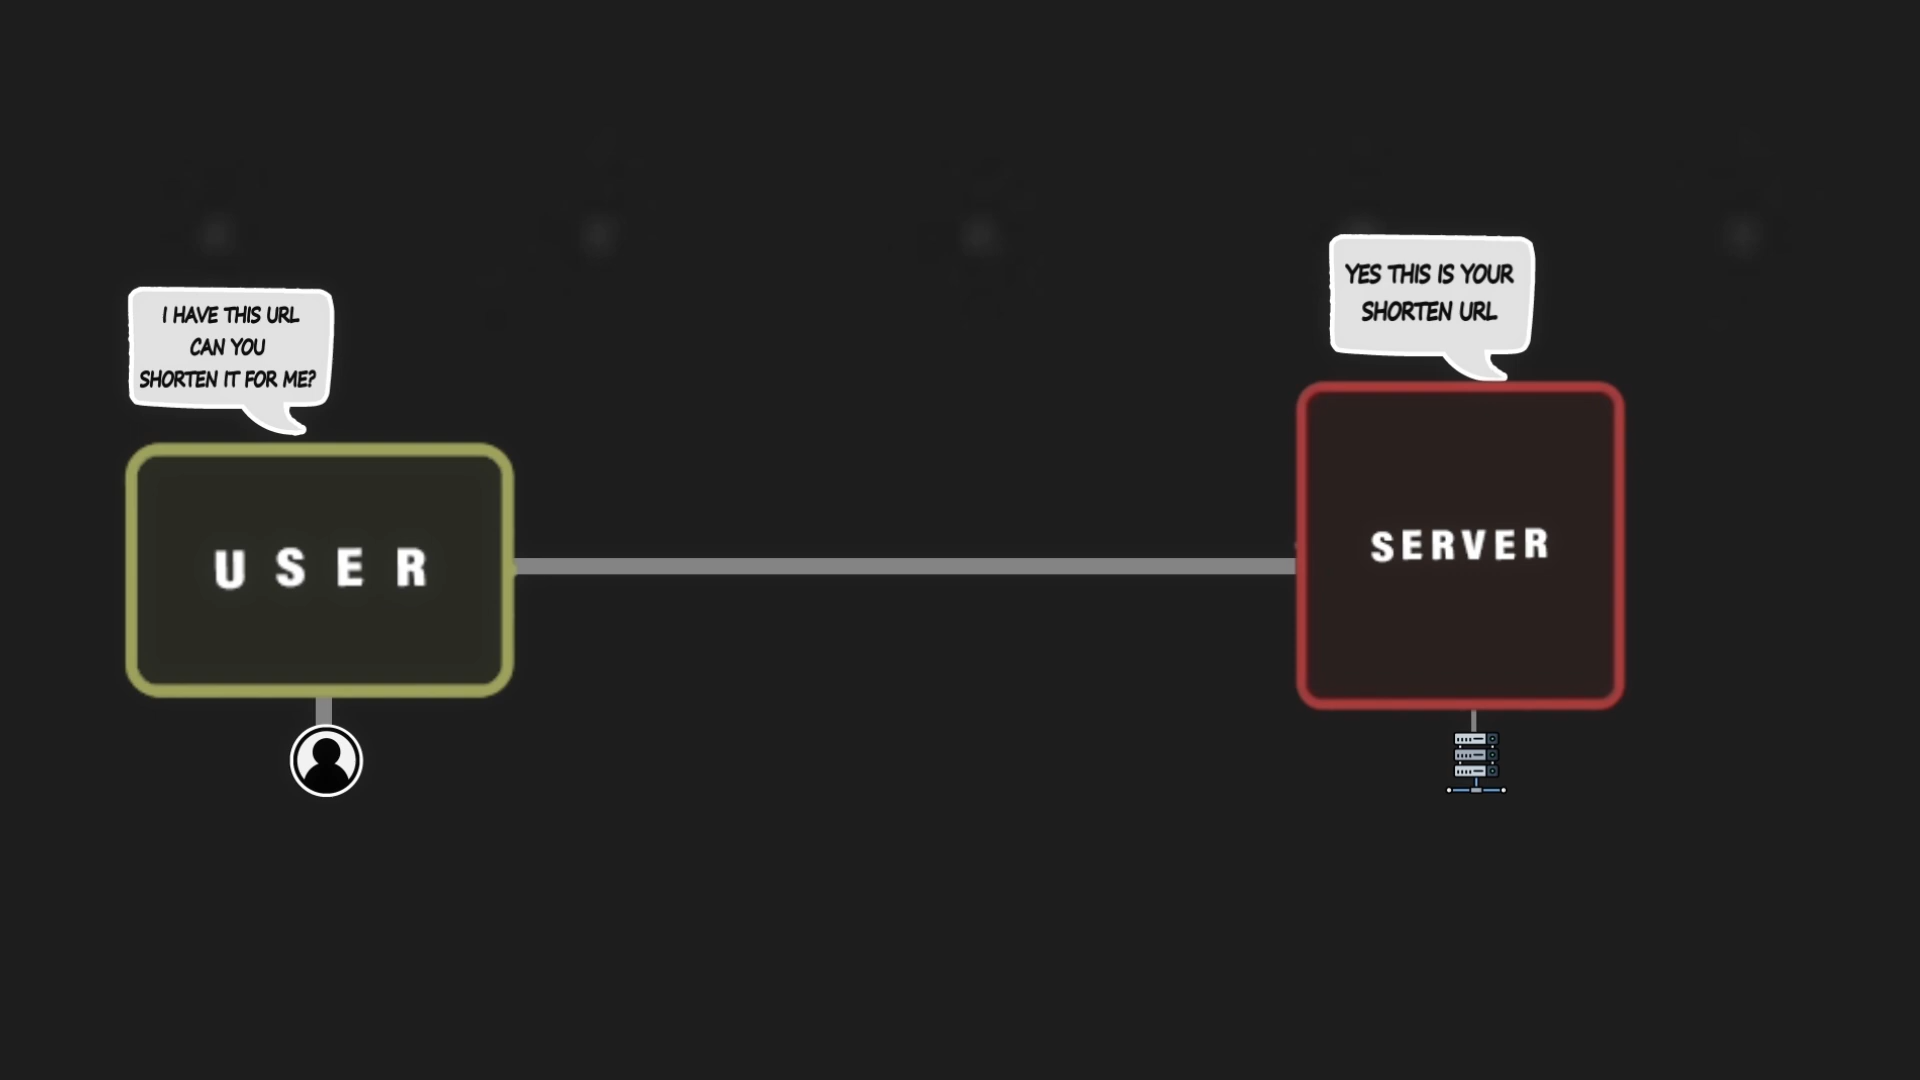 I HAVE THIS URL
CAN YOU
SHORTEN IT FOR ME?
YES THIS IS YOUR
SHORTEN URL
USER
SERVER